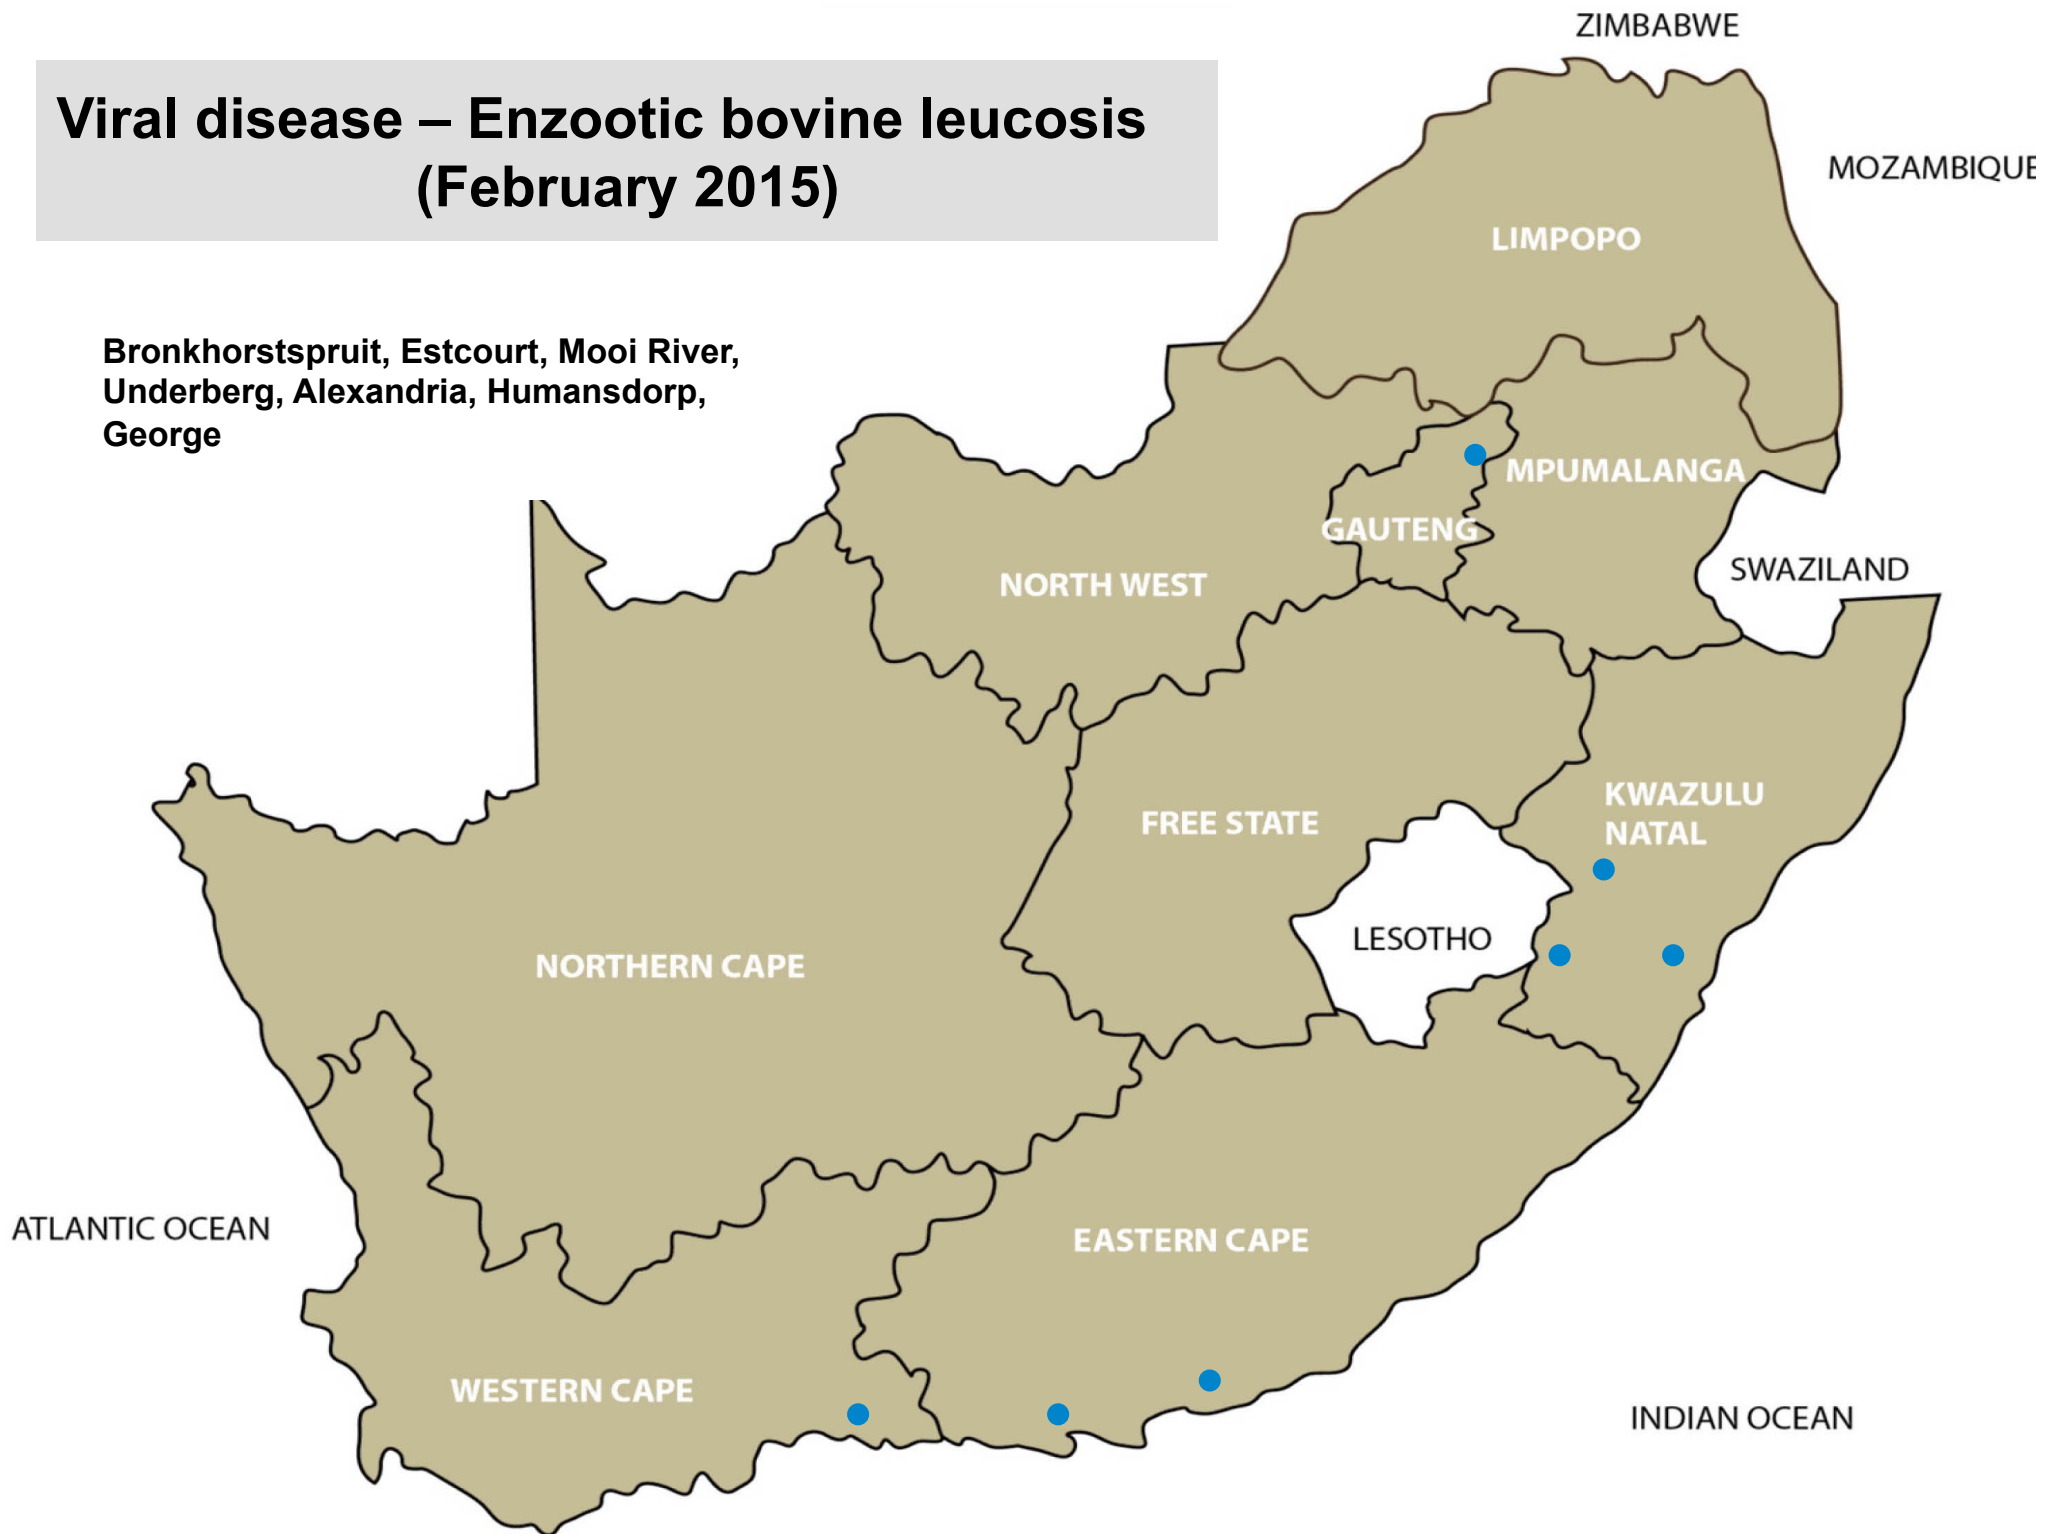 ZIMBABWE
Viral disease – Enzootic bovine leucosis
(February 2015)
MOZAMBIQUE
LIMPOPO
Bronkhorstspruit, Estcourt, Mooi River,
Underberg, Alexandria, Humansdorp,
George
MPUMALANGA
GAUTENG
SWAZILAND
NORTH WEST
KWAZULU
NATAL
FREE STATE
LESOTHO
NORTHERN CAPE
ATLANTIC OCEAN
EASTERN CAPE
WESTERN CAPE
INDIAN OCEAN